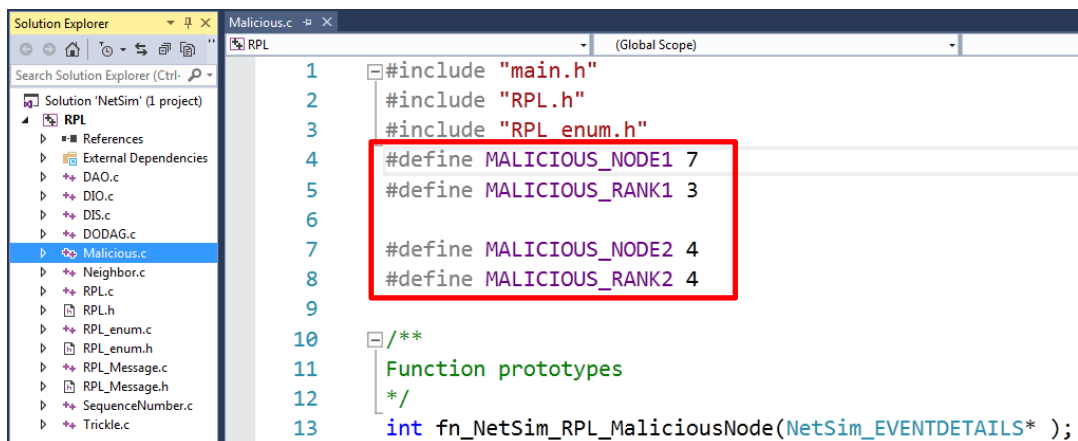 Solution Explorer
Search Solution Explorer (Ctrl-
Solution 'NetSim' (1 project)
RPL
References
External Dependencies
DAO.c
DIO.c
DIS.c
DODAG.c
Malicious.c
Neighbor.c
RPL.c
RPL.h
RPL_enum.c
RPL_enum.h
RPL_Message.c
RPL_Message.h
SequenceNumber.c
Trickle.c
Malicious.c
RPL
(Global Scope)
1 #include "main.h"
2 #include "RPL.h"
3 #include "RPL_enum.h"
4 #define MALICIOUS_NODE1 7
5 #define MALICIOUS_RANK1 3
6
7 #define MALICIOUS_NODE2 4
8 #define MALICIOUS_RANK2 4
9
10 /**
11 Function prototypes
12 */
13 int fn_NetSim_RPL_MaliciousNode(NetSim_EVENTDETAILS* );